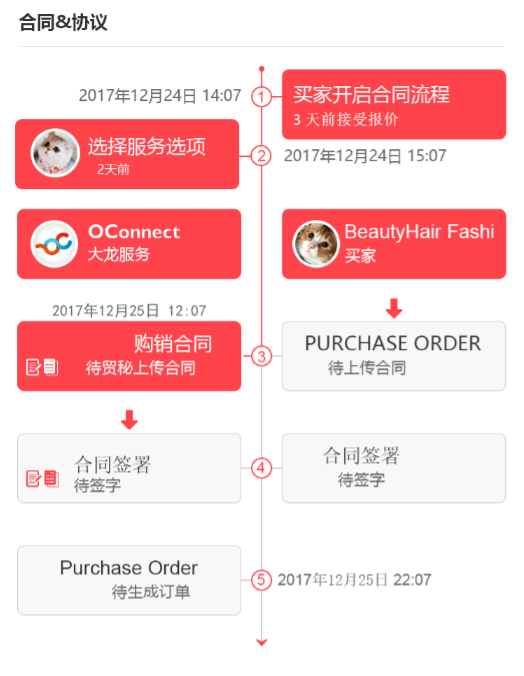 合同&协议
2017年12月24日 14:07
1
买家开启合同流程
3 天前接受报价
选择服务选项
2天前
2
2017年12月24日 15:07
OConnect
大龙服务
BeautyHair Fashi
买家
2017年12月25日 12:07
购销合同
待贸秘上传合同
3
PURCHASE ORDER
待上传合同
合同签署
待签字
4
合同签署
待签字
Purchase Order
待生成订单
5
2017年12月25日 22:07